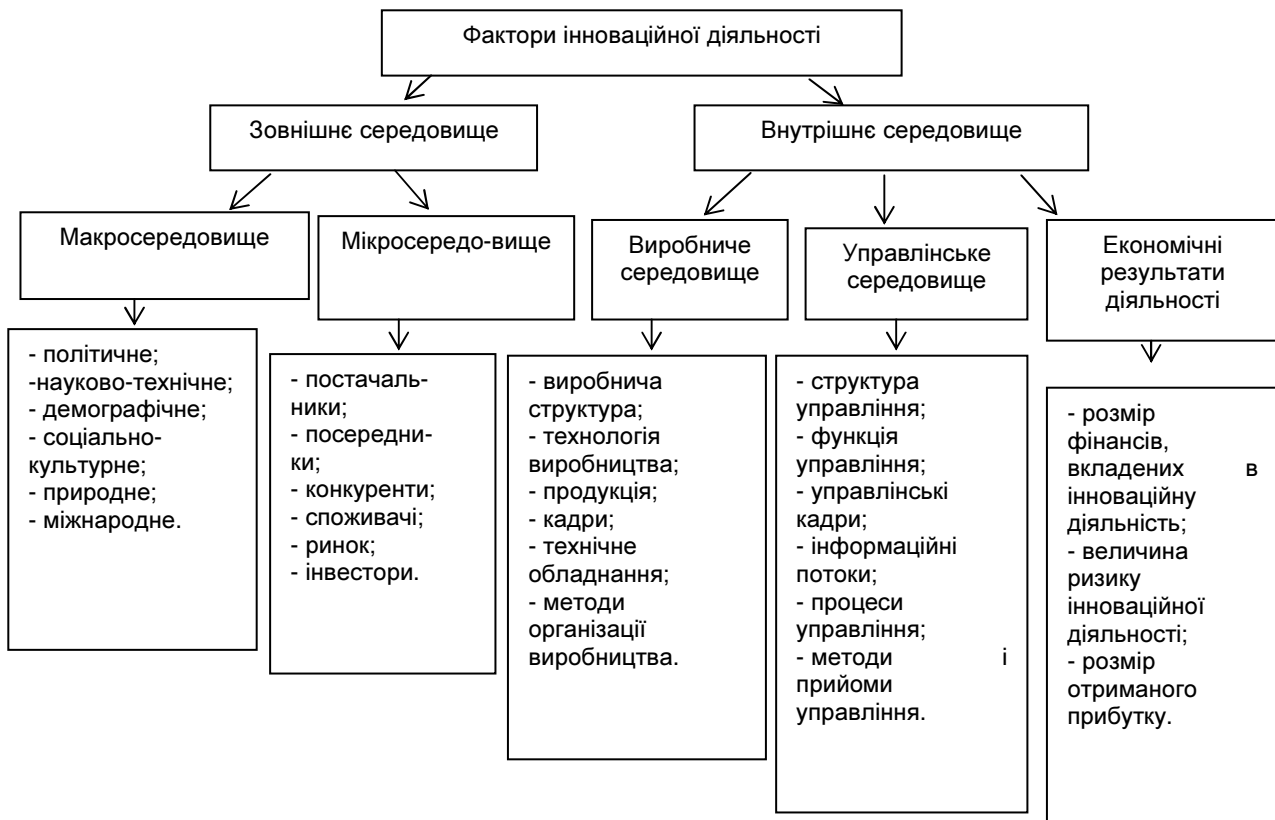 Фактори інноваційної діяльності
Зовнішнє середовище
Внутрішнє середовище
Макросередовище
Мікросередо-вище
Виробниче
середовище
Управлінське
середовище
Економічні
результати
діяльності
- політичне;
-науково-технічне;
- демографічне;
- соціально-
культурне;
- природне;
- міжнародне.
- постачаль-
ники;
- посередни-
ки;
- конкуренти;
- споживачі;
- ринок;
- інвестори.
- виробнича
структура;
- технологія
виробництва;
- продукція;
- кадри;
- технічне
обладнання;
- методи
організації
виробництва.
- структура
управління;
- функція
управління;
- управлінські
кадри;
- інформаційні
потоки;
- процеси
управління;
- методи і
прийоми
управління.
- розмір
фінансів,
вкладених в
інноваційну
діяльність;
- величина
ризику
інноваційної
діяльності;
- розмір
отриманого
прибутку.